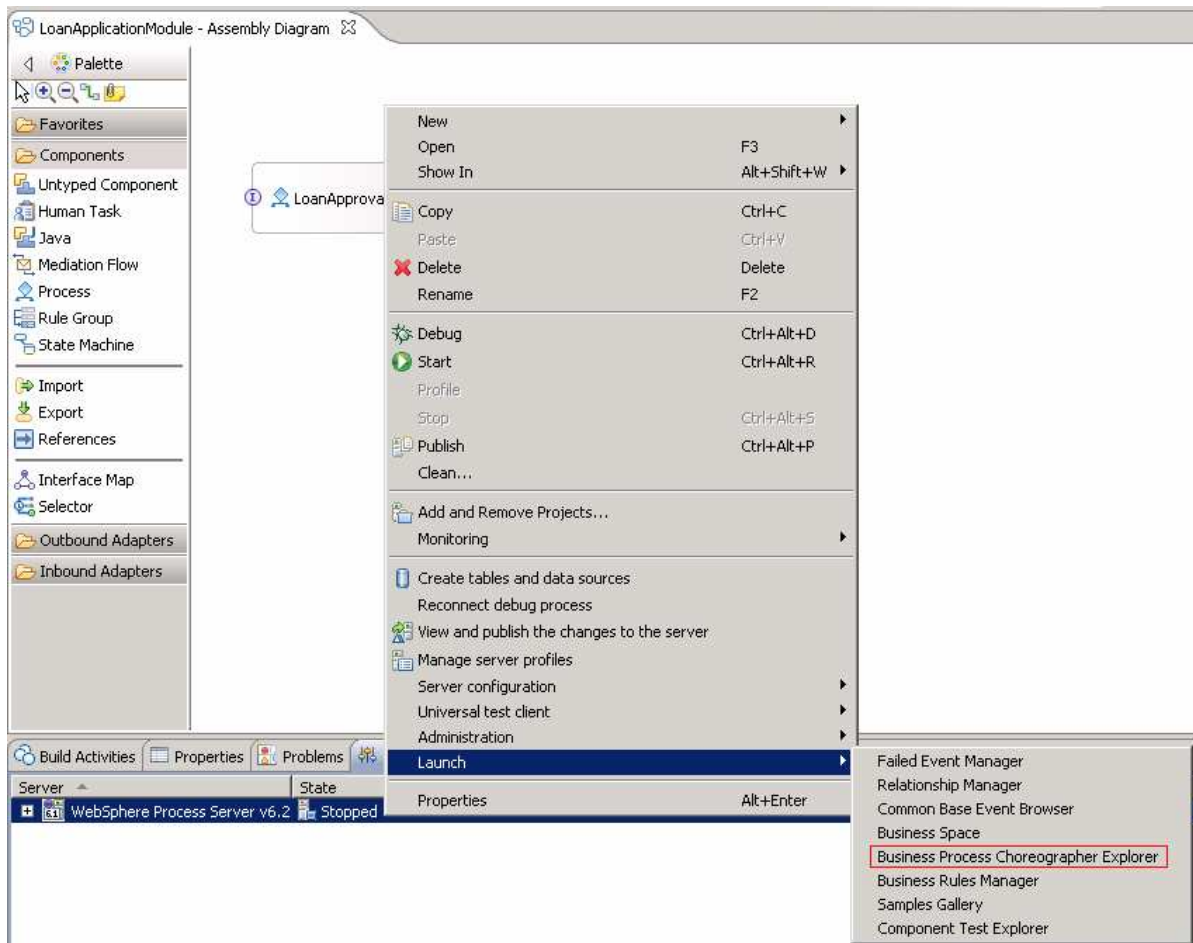 LoanApplicationModule - Assembly Diagram
Palette
Favorites
Components
Untyped Component
Human Task
Java
Mediation Flow
Process
Rule Group
State Machine
Import
Export
References
Interface Map
Selector
Outbound Adapters
Inbound Adapters
LoanApprova
New
Open F3
Show In Alt+Shift+W
Copy Ctrl+C
Paste Ctrl+V
Delete Delete
Rename F2
Debug Ctrl+Alt+D
Start Ctrl+Alt+R
Profile
Stop Ctrl+Alt+S
Publish Ctrl+Alt+P
Clean...
Add and Remove Projects...
Monitoring
Create tables and data sources
Reconnect debug process
View and publish the changes to the server
Manage server profiles
Server configuration
Universal test client
Administration
Launch
Properties Alt+Enter
Failed Event Manager
Relationship Manager
Common Base Event Browser
Business Space
Business Process Choreographer Explorer
Business Rules Manager
Samples Gallery
Component Test Explorer
Build Activities Properties Problems
Server State
6.1 WebSphere Process Server v6.2 Stopped